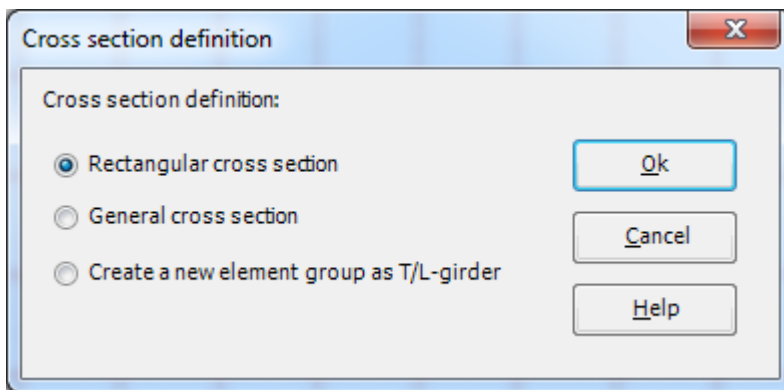 Cross section definition
Cross section definition:
Rectangular cross section
Ok
General cross section
Cancel
Create a new element group as T/L-girder
Help